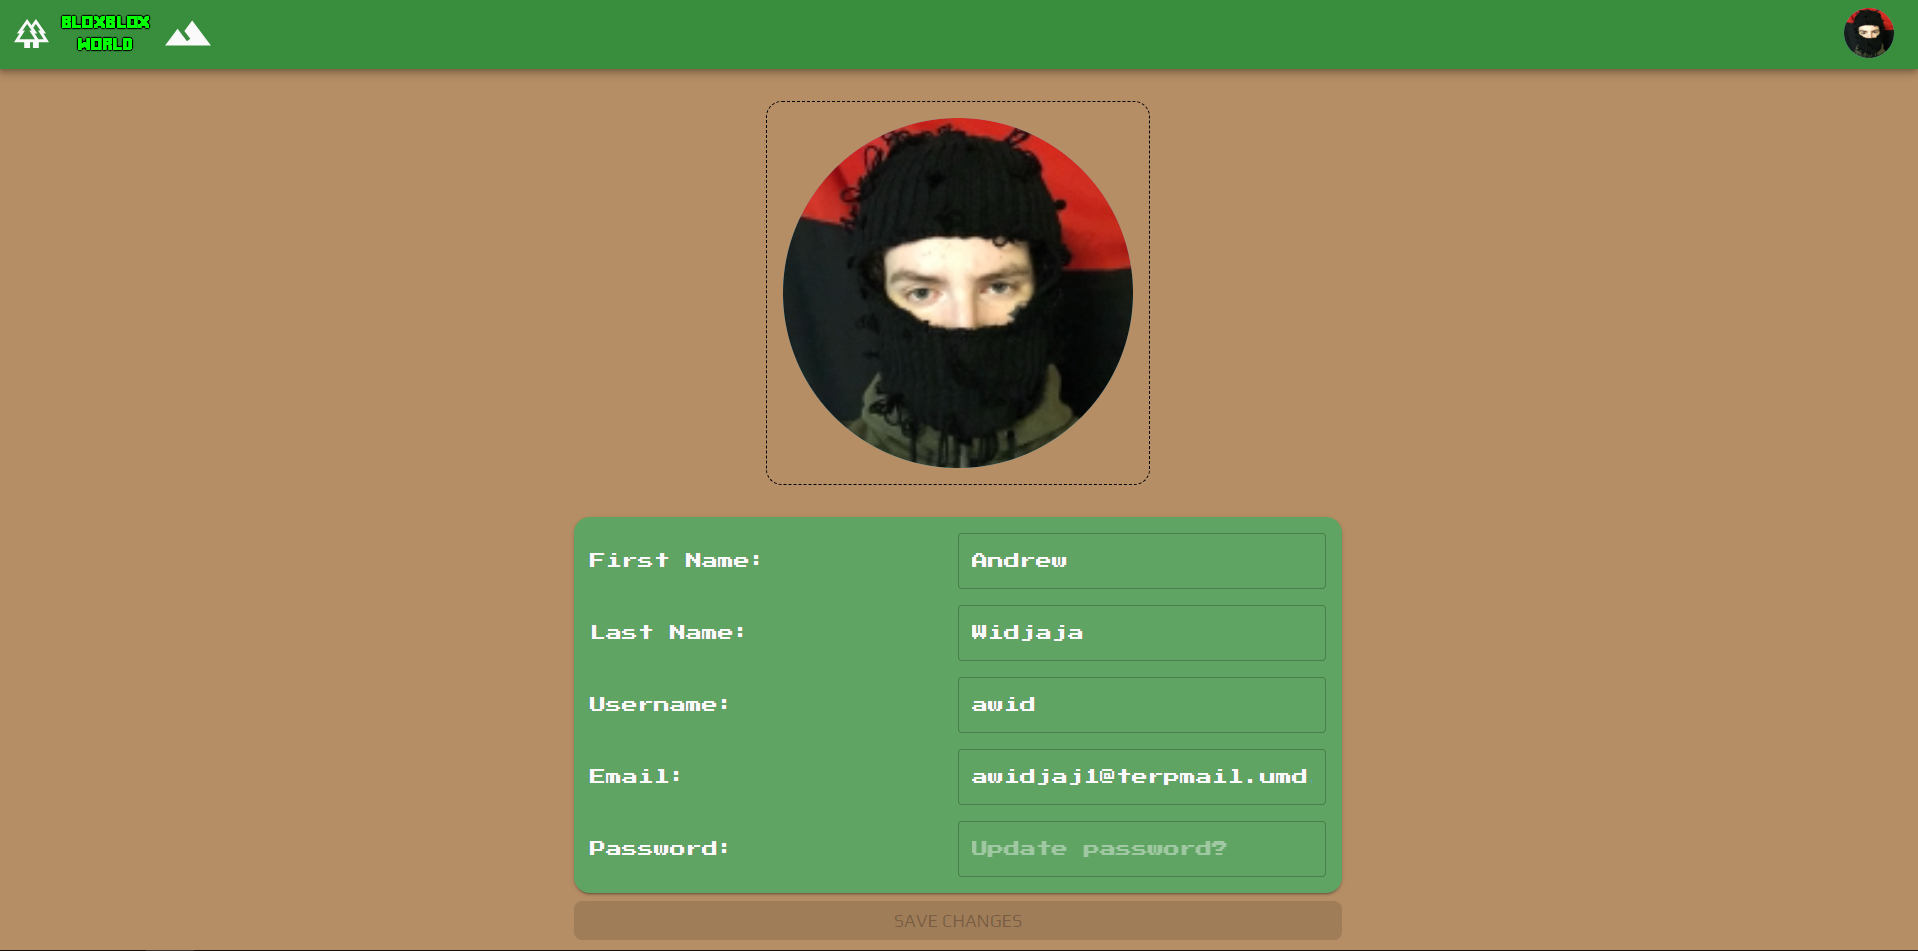 BLOXBLOX
WORLD
First Name: Andrew
Last Name: Widjaja
Username: awid
Email: awidjaj1@terpmail.umd
Password: Update password?
SAVE CHANGES